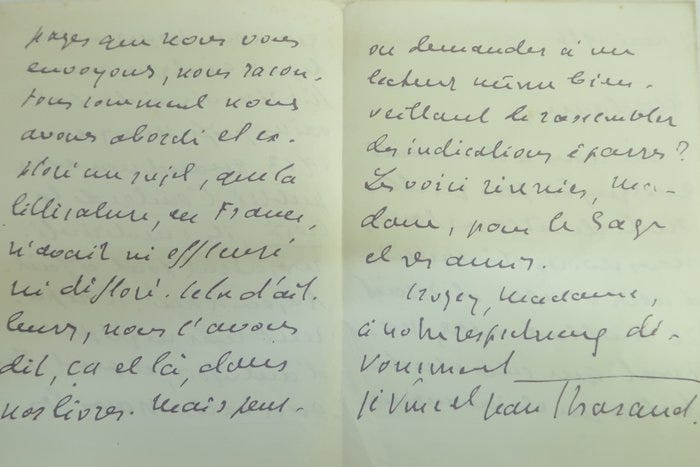 pages que nous vous
envoyons, nous racon-
tons comment nous
avons abordé et ex-
ploré un sujet, que la
littérature, en France,
n'avait ni effleuré
ni défloré. Cela d'ail-
leurs, nous l'avons
dit, ça et là, dans
nos livres. Mais peut-
on demander à un
lecteur même bien-
veillant de rassembler
des indications éparses ?
Les voici réunies, Ma-
dame, pour le Sage
et ses amis.
Croyez, Madame,
à notre respectueux dé-
vouement
Jérôme et Jean Tharaud.